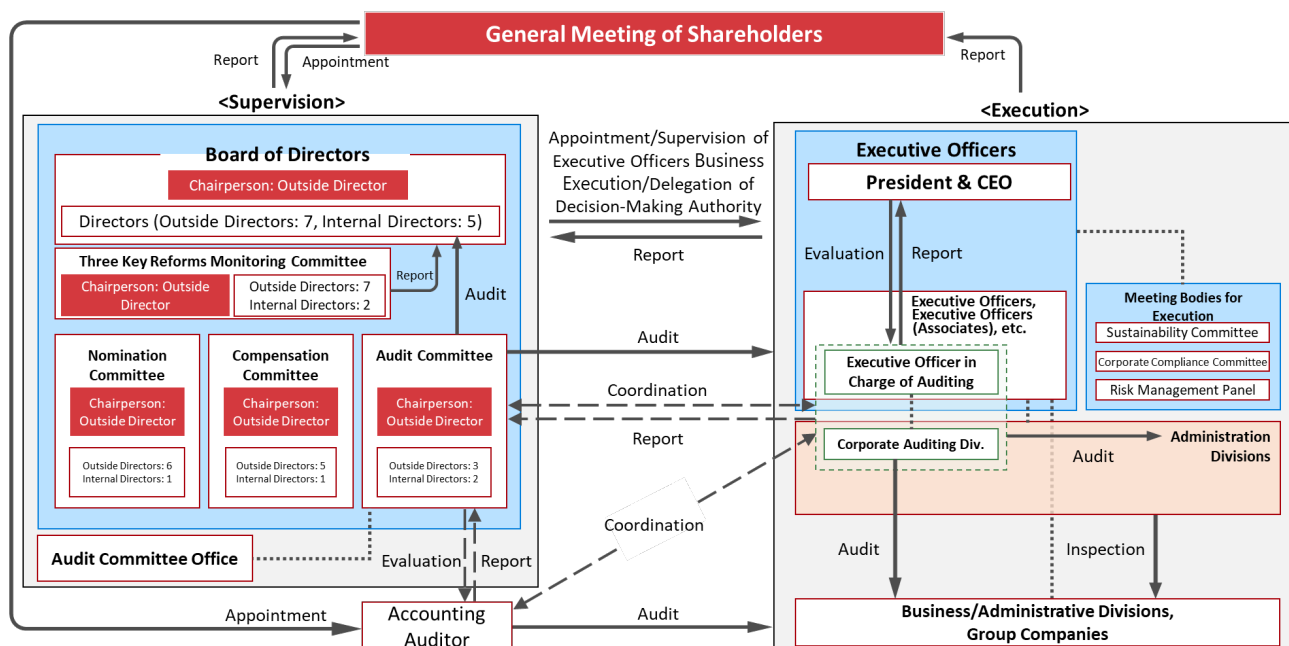 General Meeting of Shareholders
Report
Appointment
Report
<Supervision>
<Execution>
Board of Directors
Chairperson: Outside Director
Directors (Outside Directors: 7, Internal Directors: 5)
Three Key Reforms Monitoring Committee
Chairperson: Outside
Director
Outside Directors: 7
Internal Directors: 2
Report
Audit
Nomination
Committee
Chairperson:
Outside Director
Outside Directors: 6
Internal Directors: 1
Compensation
Committee
Chairperson:
Outside Director
Outside Directors: 5
Internal Directors: 1
Audit Committee
Chairperson:
Outside Director
Outside Directors: 3
Internal Directors: 2
Audit Committee Office
Evaluation
Report
Appointment
Accounting
Auditor
Appointment/Supervision of
Executive Officers Business
Execution/Delegation of
Decision-Making Authority
Report
Audit
Coordination
Report
Coordination
Audit
Executive Officers
President & CEO
Evaluation
Report
Executive Officers,
Executive Officers
(Associates), etc.
Executive Officer in
Charge of Auditing
Corporate Auditing Div.
Meeting Bodies for
Execution
Sustainability Committee
Corporate Compliance Committee
Risk Management Panel
Administration
Divisions
Audit
Audit
Inspection
Business/Administrative Divisions,
Group Companies